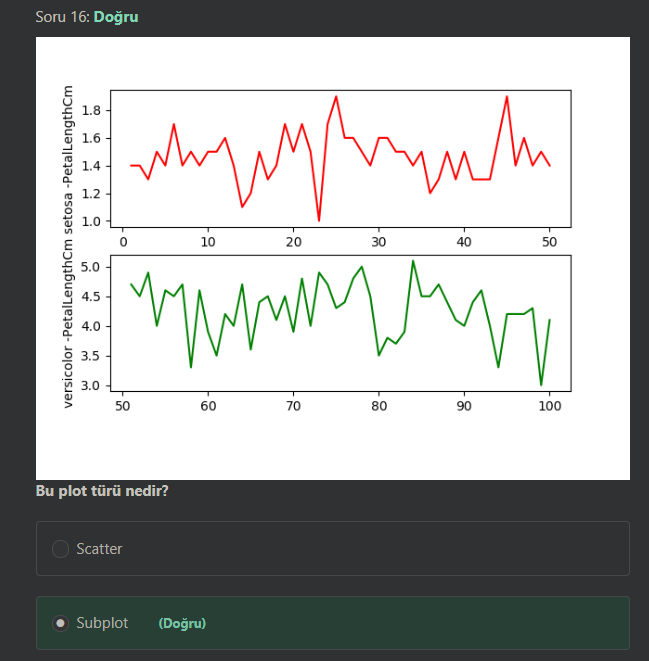 Soru 16: Doğru
setosa -PetalLengthCm
1.8
1.6
1.4
1.2
1.0
0 10 20 30 40 50
versicolor -PetalLengthCm
5.0
4.5
4.0
3.5
3.0
50 60 70 80 90 100
Bu plot türü nedir?
Scatter
Subplot (Doğru)